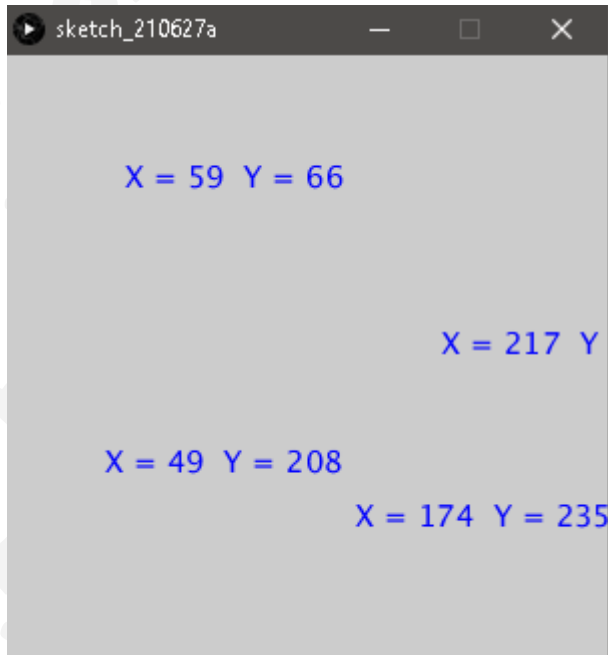 sketch_210627a
X = 59 Y = 66
X = 217 Y
X = 49 Y = 208
X = 174 Y = 235